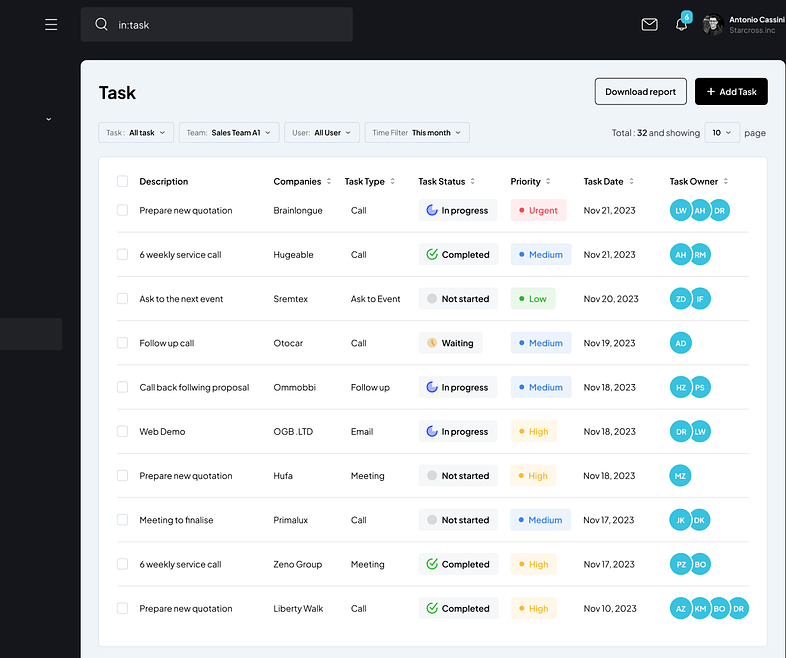 in:task
6
Antonio Cassini
Starcross.inc
Task
Download report
+ Add Task
Task : All task
Team: Sales Team A1
User: All User
Time Filter This month
Total : 32 and showing 10 page
Description Companies Task Type Task Status Priority Task Date Task Owner
Prepare new quotation Brainlongue Call In progress Urgent Nov 21, 2023 LW AH DR
6 weekly service call Hugeable Call Completed Medium Nov 21, 2023 AH RM
Ask to the next event Sremtex Ask to Event Not started Low Nov 20, 2023 ZD IF
Follow up call Otocar Call Waiting Medium Nov 19, 2023 AD
Call back follwing proposal Ommobbi Follow up In progress Medium Nov 18, 2023 HZ PS
Web Demo OGB .LTD Email In progress High Nov 18, 2023 DR LW
Prepare new quotation Hufa Meeting Not started High Nov 18, 2023 MZ
Meeting to finalise Primalux Call Not started Medium Nov 17, 2023 JK DK
6 weekly service call Zeno Group Meeting Completed High Nov 17, 2023 PZ BO
Prepare new quotation Liberty Walk Call Completed High Nov 10, 2023 AZ KM BO DR